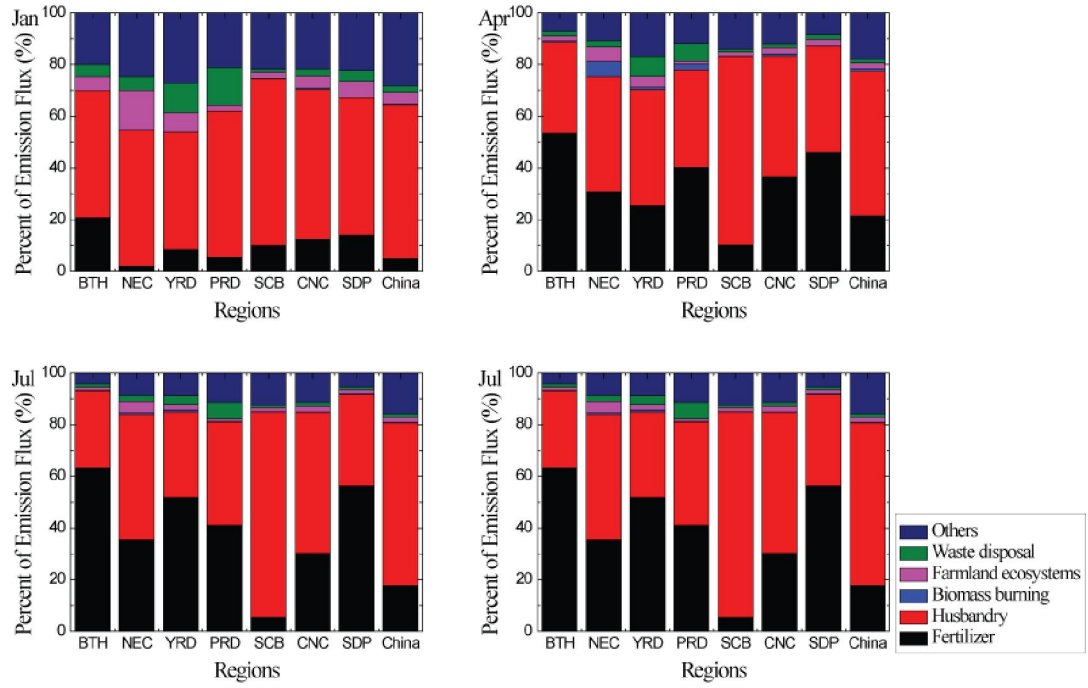 Jan
Percent of Emission Flux (%)
100
80
60
40
20
0
BTH NEC YRD PRD SCB CNC SDP China
Regions
Apr
Percent of Emission Flux (%)
100
80
60
40
20
0
BTH NEC YRD PRD SCB CNC SDP China
Regions
Jul
Percent of Emission Flux (%)
100
80
60
40
20
0
BTH NEC YRD PRD SCB CNC SDP China
Regions
Jul
Percent of Emission Flux (%)
100
80
60
40
20
0
BTH NEC YRD PRD SCB CNC SDP China
Regions
Others
Waste disposal
Farmland ecosystems
Biomass burning
Husbandry
Fertilizer